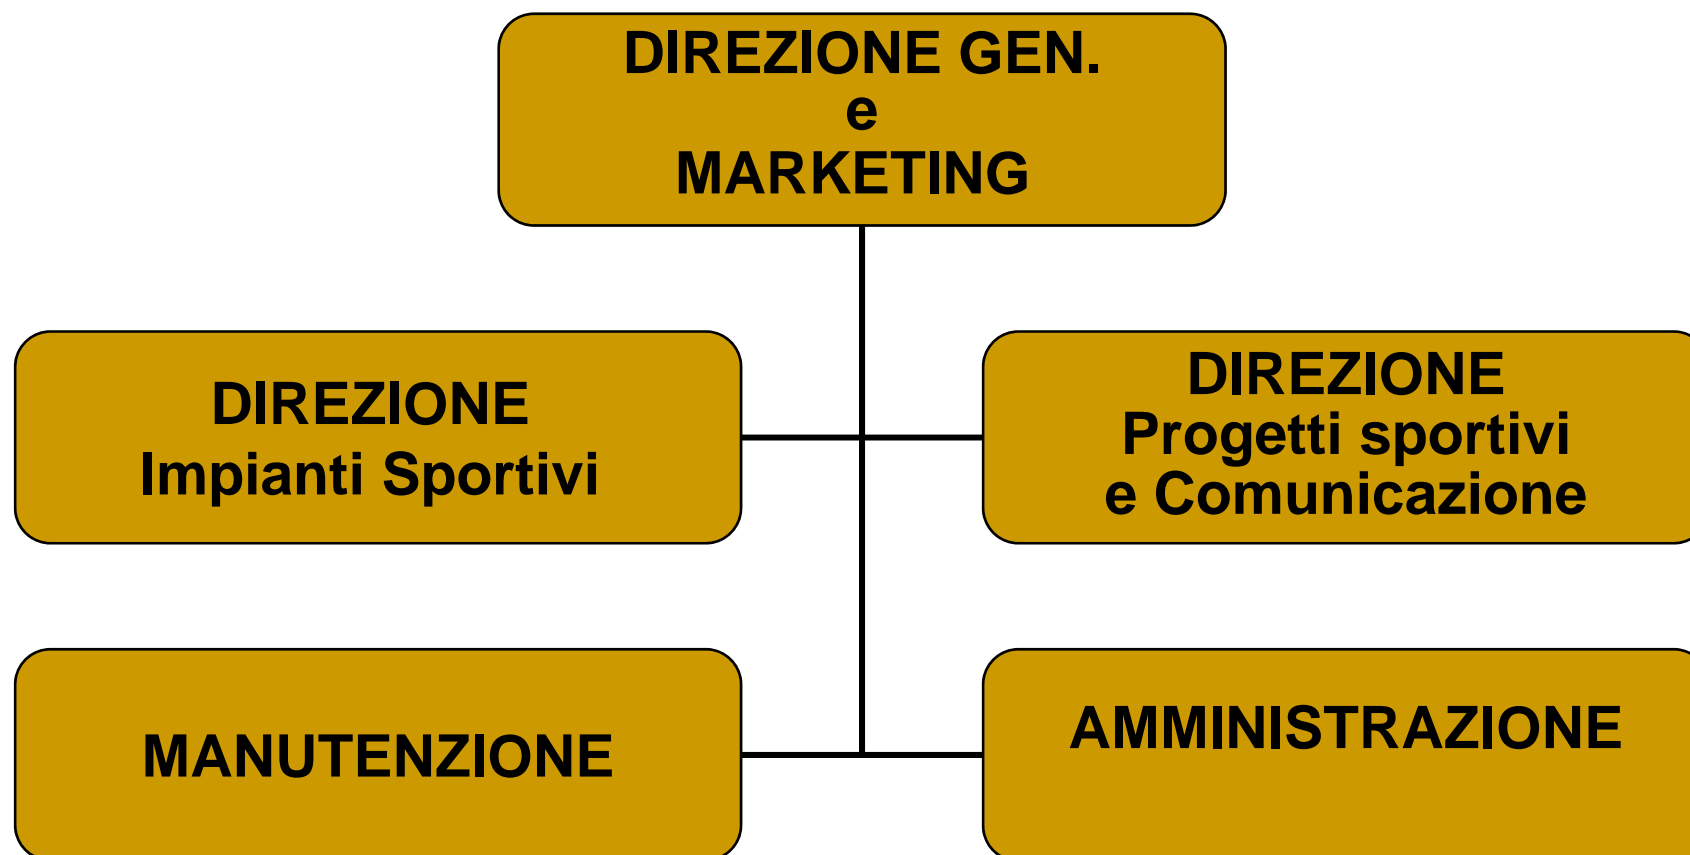 DIREZIONE GEN.
e
MARKETING
DIREZIONE
Impianti Sportivi
DIREZIONE
Progetti sportivi
e Comunicazione
MANUTENZIONE
AMMINISTRAZIONE